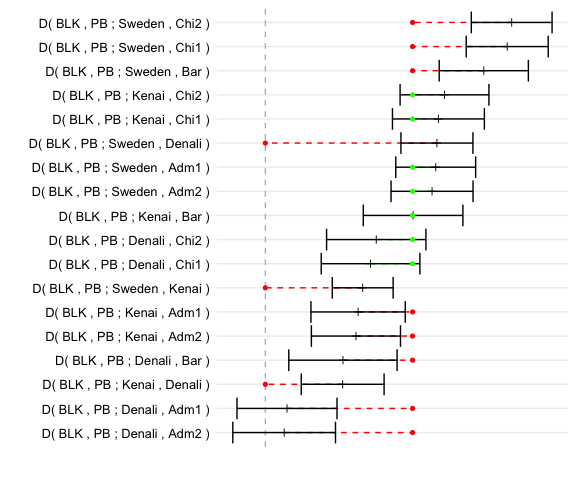 D( BLK , PB ; Sweden , Chi2 )
D( BLK , PB ; Sweden , Chi1 )
D( BLK , PB ; Sweden , Bar )
D( BLK , PB ; Kenai , Chi2 )
D( BLK , PB ; Kenai , Chi1 )
D( BLK , PB ; Sweden , Denali )
D( BLK , PB ; Sweden , Adm1 )
D( BLK , PB ; Sweden , Adm2 )
D( BLK , PB ; Kenai , Bar )
D( BLK , PB ; Denali , Chi2 )
D( BLK , PB ; Denali , Chi1 )
D( BLK , PB ; Sweden , Kenai )
D( BLK , PB ; Kenai , Adm1 )
D( BLK , PB ; Kenai , Adm2 )
D( BLK , PB ; Denali , Bar )
D( BLK , PB ; Kenai , Denali )
D( BLK , PB ; Denali , Adm1 )
D( BLK , PB ; Denali , Adm2 )